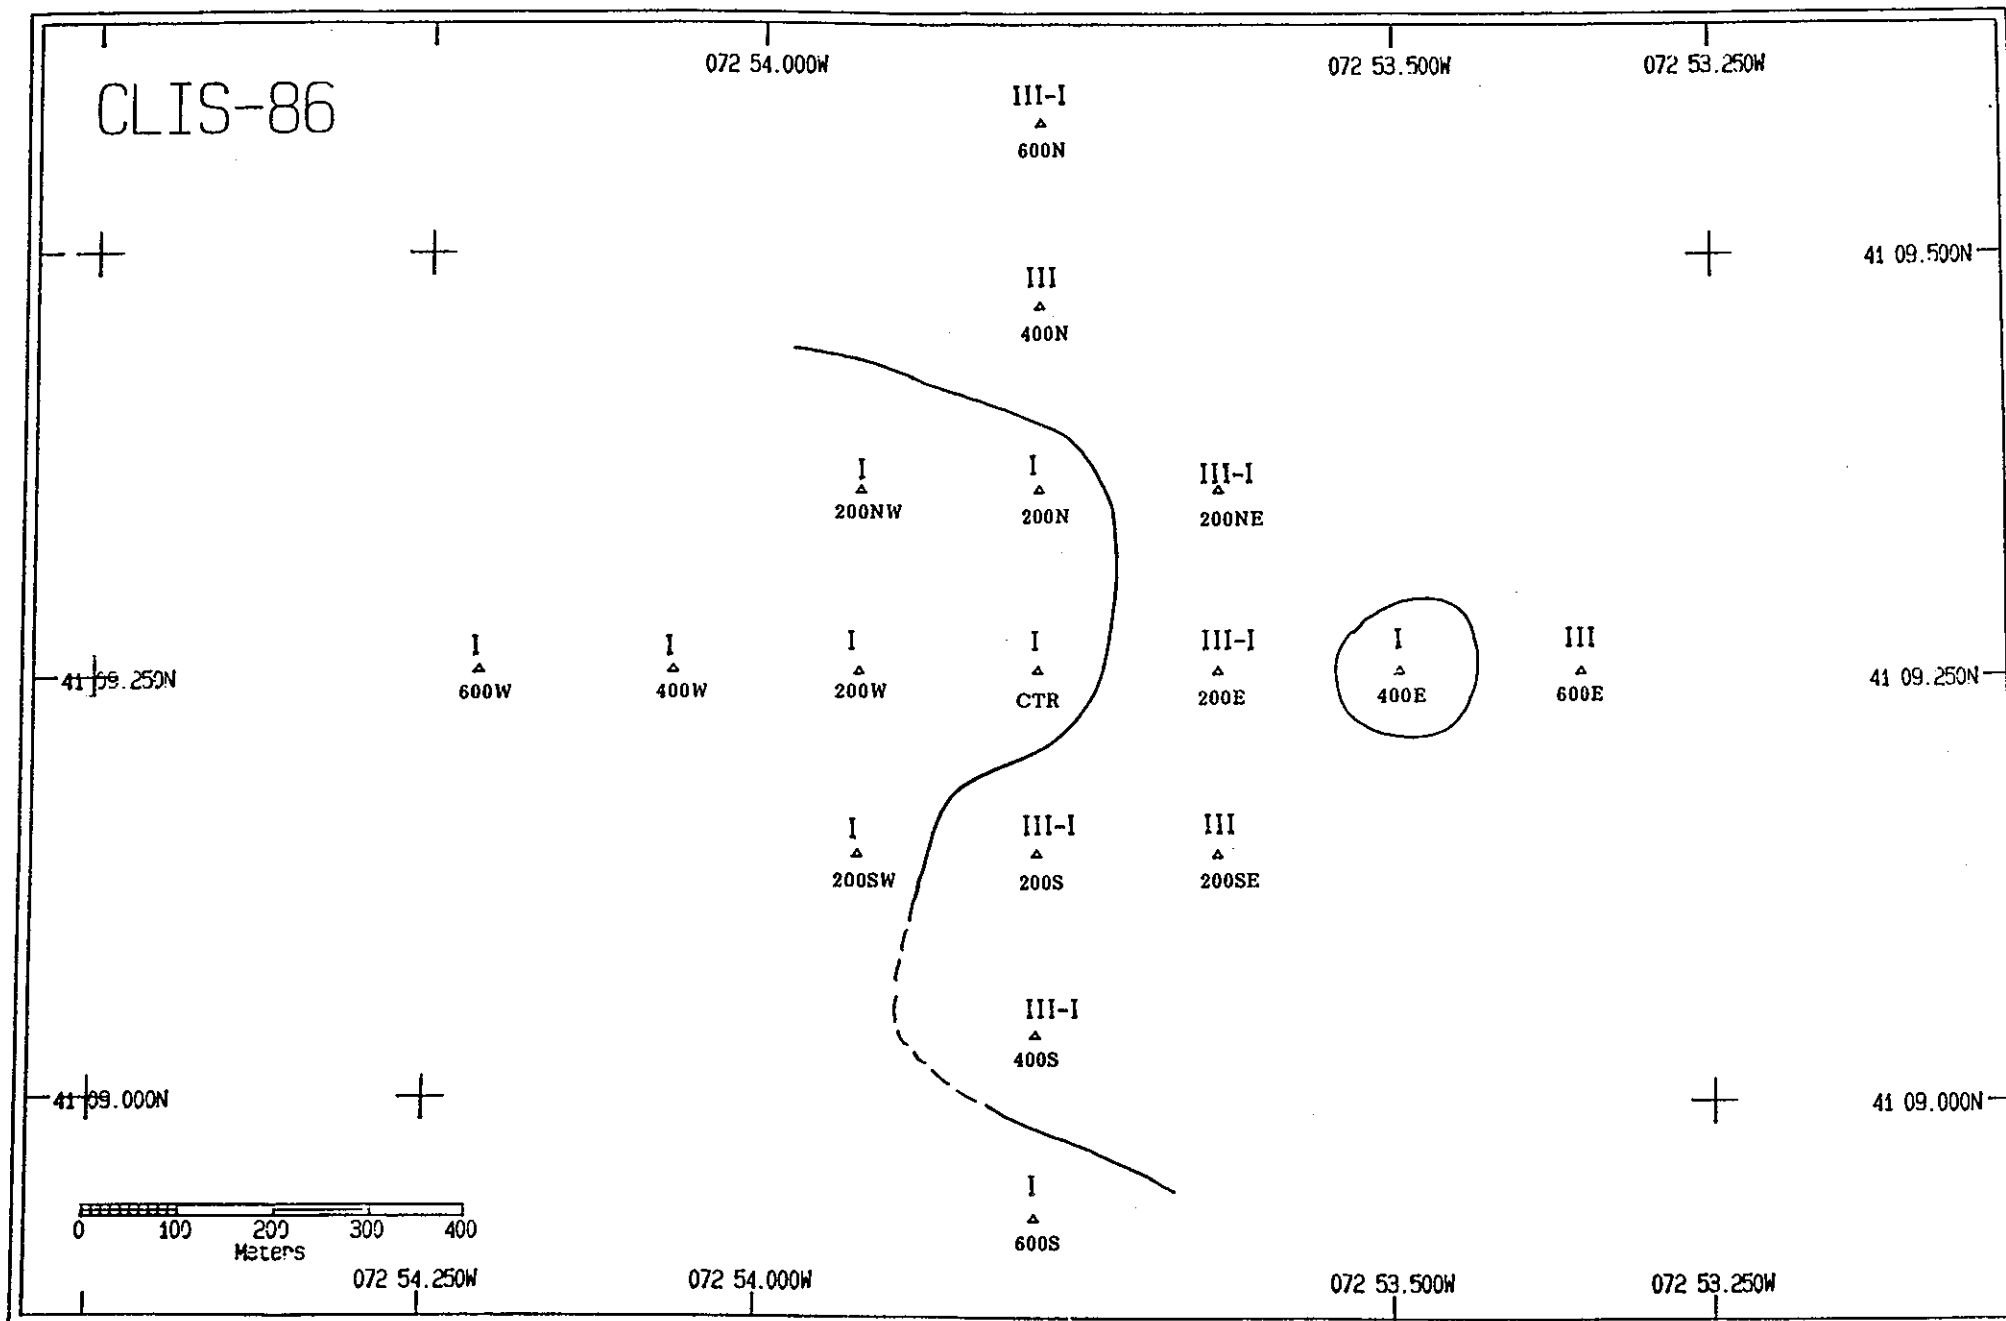 072 54.000W
072 53.500W
072 53.250W
CLIS-86
III-I
600N
41 09.500N
III
400N
I
200NW
I
200N
III-I
200NE
41 09.250N
I
600W
I
400W
I
200W
I
CTR
III-I
200E
I
400E
III
600E
41 09.250N
I
200SW
III-I
200S
III
200SE
III-I
400S
41 09.000N
41 09.000N
I
600S
0 100 200 300 400
Meters
072 54.250W
072 54.000W
072 53.500W
072 53.250W